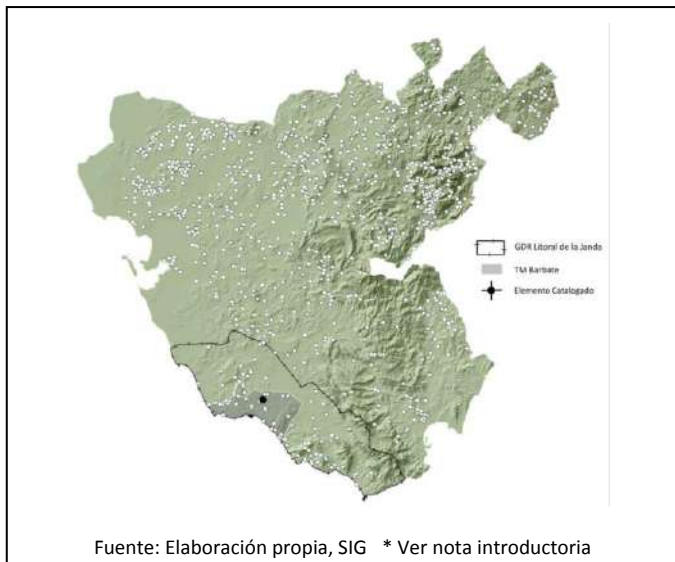 GDR Litoral de la Janda
TM Barbate
Elemento Catalogado
Fuente: Elaboración propia, SIG * Ver nota introductoria